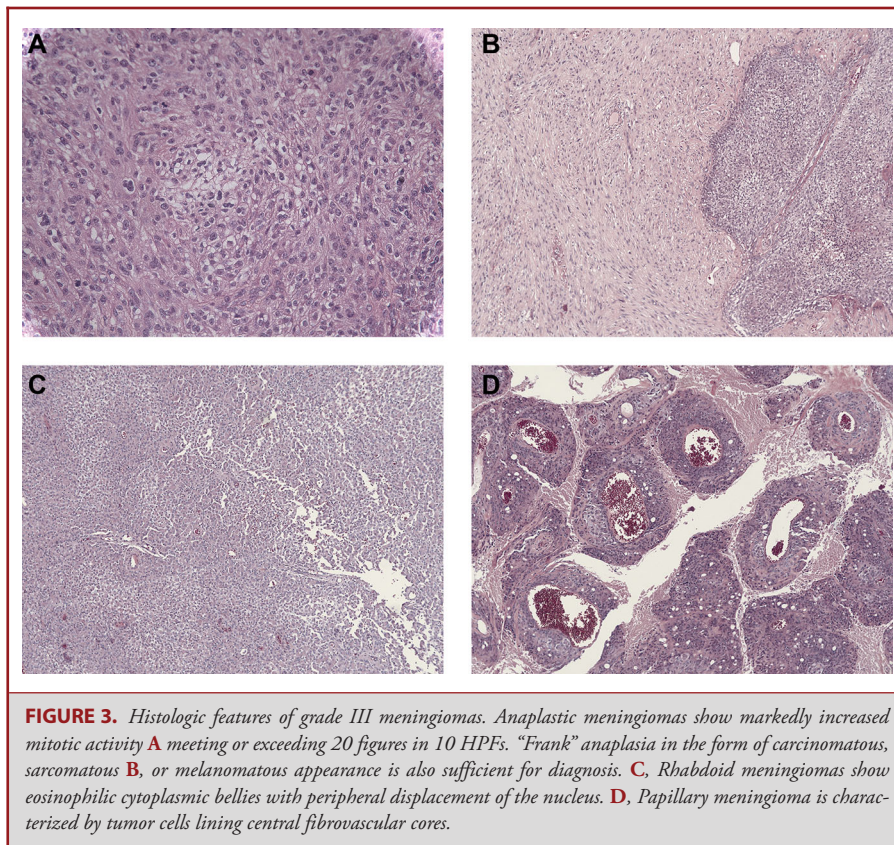 A
B
C
D
FIGURE 3. Histologic features of grade III meningiomas. Anaplastic meningiomas show markedly increased
mitotic activity A meeting or exceeding 20 figures in 10 HPFs. “Frank” anaplasia in the form of carcinomatous,
sarcomatous B, or melanomatous appearance is also sufficient for diagnosis. C, Rhabdoid meningiomas show
eosinophilic cytoplasmic bellies with peripheral displacement of the nucleus. D, Papillary meningioma is charac-
terized by tumor cells lining central fibrovascular cores.